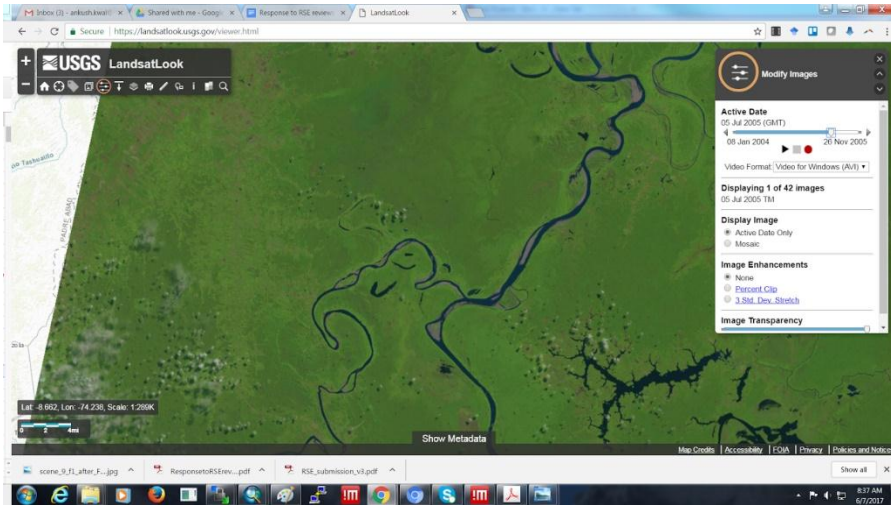 Inbox (3) - ankush.kwal
Shared with me - Google
Response to RSE review
LandsatLook
Secure https://landsatlook.usgs.gov/viewer.html
USGS LandsatLook
Modify Images
Active Date
05 Jul 2005 (GMT)
08 Jan 2004 26 Nov 2005
Video Format: Video for Windows (AVI)
Displaying 1 of 42 images
05 Jul 2005 TM
Display Image
Active Date Only
Mosaic
Image Enhancements
None
Percent Clip
3 Std. Dev. Stretch
Image Transparency
PADRE ABAD
Lat: -8.662, Lon: -74.238, Scale: 1:289K
0 2 4mi
Show Metadata
Map Credits | Accessibility | FOIA | Privacy | Policies and Notice
scene_9_f1_after_F....jpg
ResponsetoRSErev....pdf
RSE_submission_v3.pdf
Show all
8:37 AM
6/7/2017